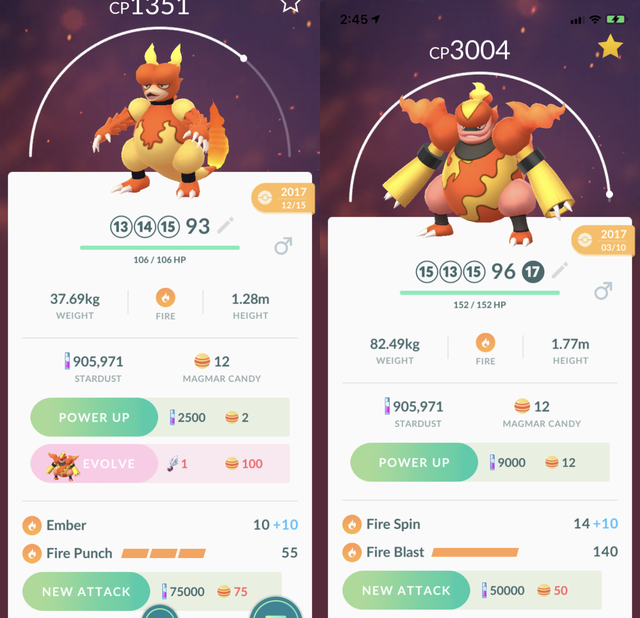 CP1351
2017
12/15
13 14 15 93
106 / 106 HP
37.69kg
WEIGHT
FIRE
1.28m
HEIGHT
905,971
STARDUST
12
MAGMAR CANDY
POWER UP 2500 2
EVOLVE 1 100
Ember 10 +10
Fire Punch 55
NEW ATTACK 75000 75
2:45
CP3004
2017
03/10
15 13 15 96 17
152 / 152 HP
82.49kg
WEIGHT
FIRE
1.77m
HEIGHT
905,971
STARDUST
12
MAGMAR CANDY
POWER UP 9000 12
Fire Spin 14 +10
Fire Blast 140
NEW ATTACK 50000 50